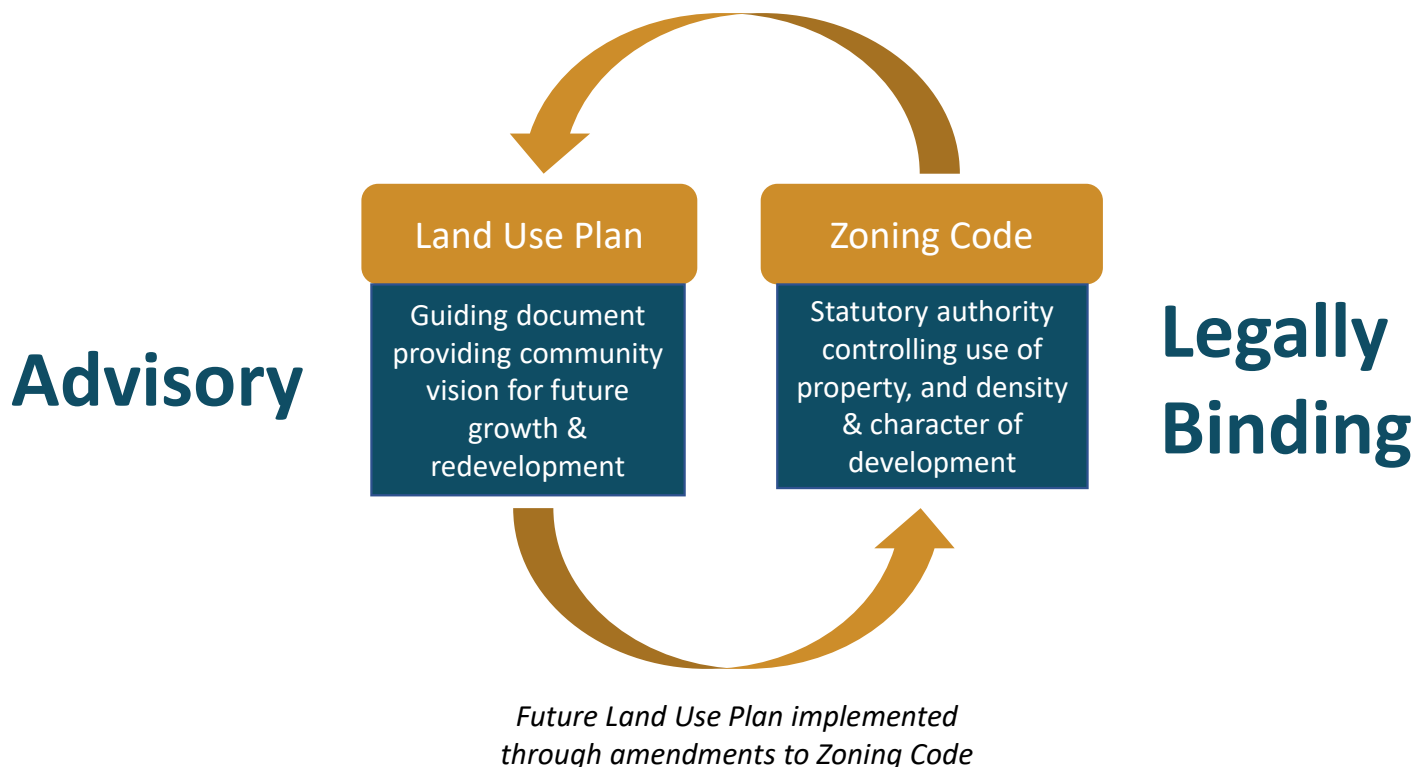 Land Use Plan
Guiding document
providing community
vision for future
growth &
redevelopment
Advisory
Zoning Code
Statutory authority
controlling use of
property, and density
& character of
development
Legally
Binding
Future Land Use Plan implemented
through amendments to Zoning Code